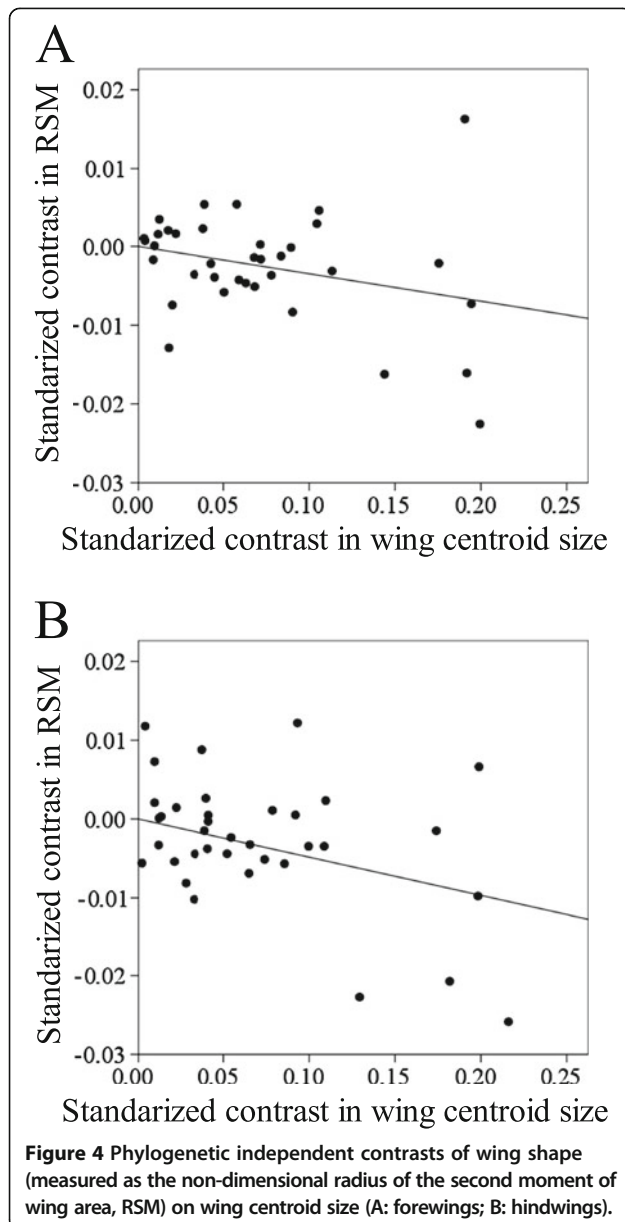 A
0.02
0.01
0.00
-0.01
-0.02
-0.03
Standarized contrast in RSM
0.00 0.05 0.10 0.15 0.20 0.25
Standarized contrast in wing centroid size
B
0.02
0.01
0.00
-0.01
-0.02
-0.03
Standarized contrast in RSM
0.00 0.05 0.10 0.15 0.20 0.25
Standarized contrast in wing centroid size
Figure 4 Phylogenetic independent contrasts of wing shape
(measured as the non-dimensional radius of the second moment of
wing area, RSM) on wing centroid size (A: forewings; B: hindwings).